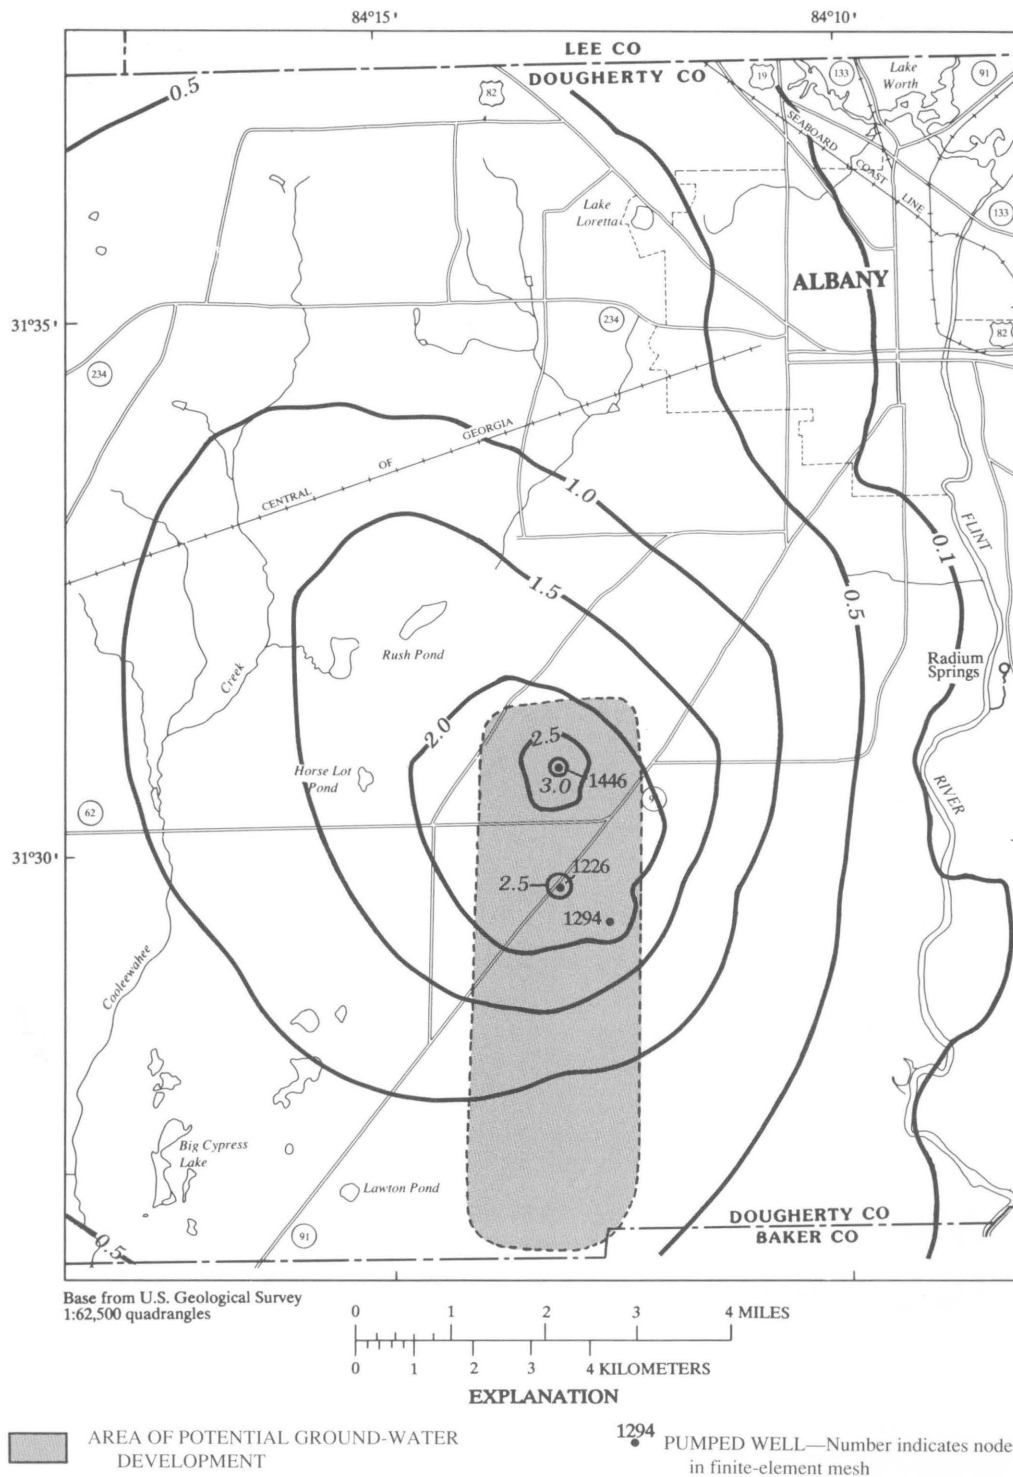 84°15'
84°10'
LEE CO
DOUGHERTY CO
0.5
82
19
133
Lake
Worth
91
SEABOARD
COAST
LINE
133
Lake
Loretta
ALBANY
31°35'
234
234
82
CENTRAL OF GEORGIA
1.0
FLINT
0.1
1.5
0.5
Rush Pond
Creek
Radium
Springs
2.0
2.5
Horse Lot
Pond
3.0
1446
RIVER
62
9
31°30'
2.5
1226
1294
Cooleewahee
Big Cypress
Lake
Lawton Pond
91
0.5
DOUGHERTY CO
BAKER CO
Base from U.S. Geological Survey
1:62,500 quadrangles
0 1 2 3 4 MILES
0 1 2 3 4 KILOMETERS
EXPLANATION
AREA OF POTENTIAL GROUND-WATER
DEVELOPMENT
1294
PUMPED WELL—Number indicates node
in finite-element mesh